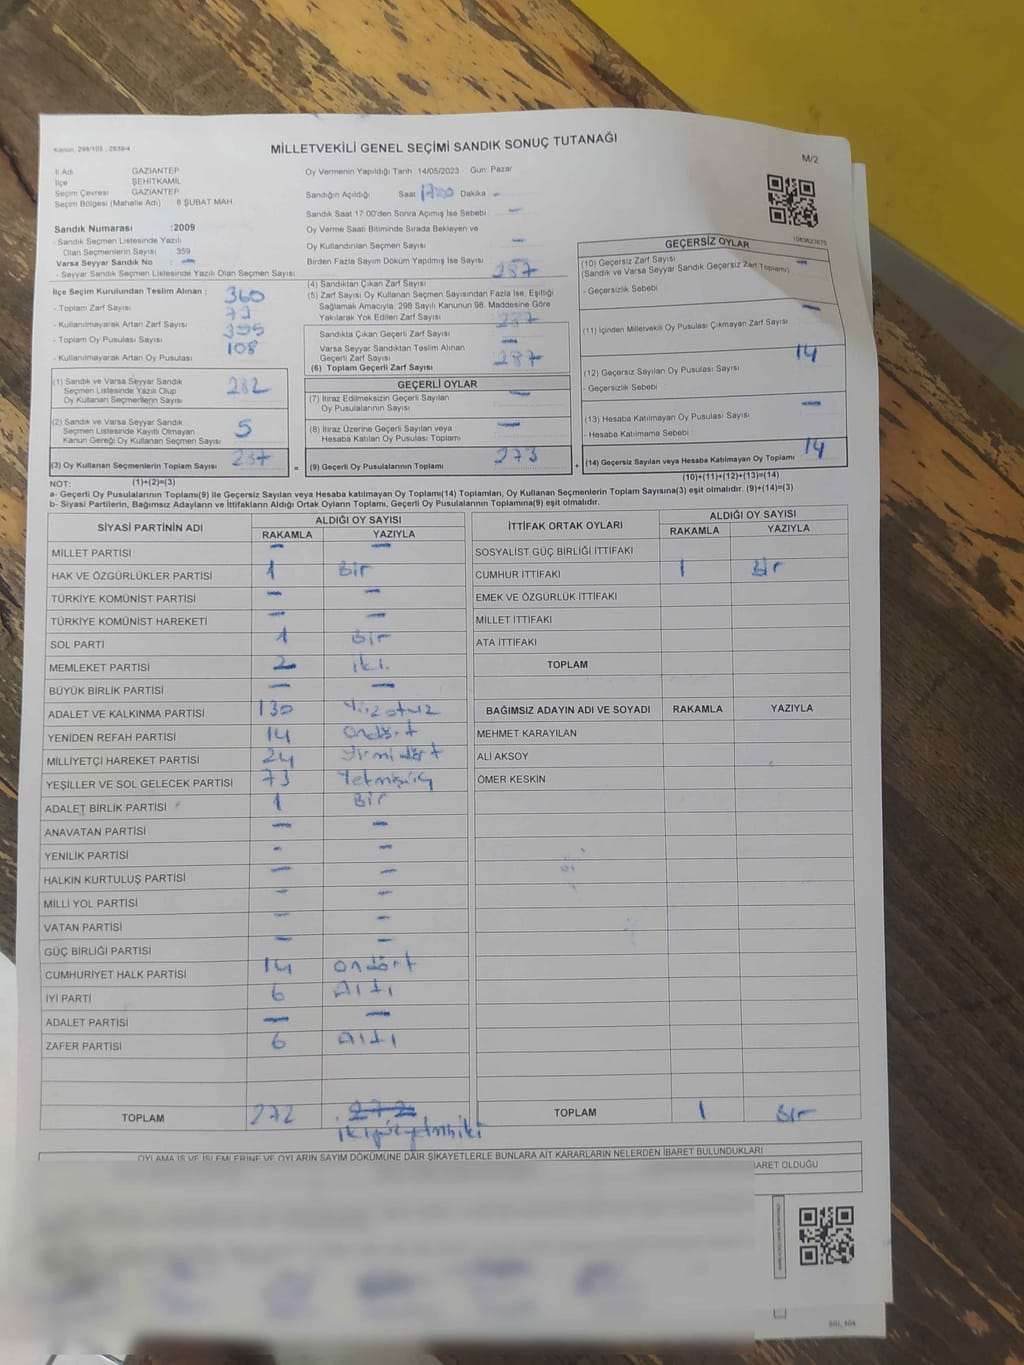 Kanun, 298/105 , 2839/4
MİLLETVEKİLİ GENEL SEÇİMİ SANDIK SONUÇ TUTANAĞI
M/2
İl Adı GAZİANTEP
İlçe ŞEHİTKAMİL
Seçim Çevresi GAZİANTEP
Seçim Bölgesi (Mahalle Adı) 6 ŞUBAT MAH.
Sandık Numarası :2009
- Sandık Seçmen Listesinde Yazılı
Olan Seçmenlerin Sayısı : 359
Varsa Seyyar Sandık No : -
- Seyyar Sandık Seçmen Listesinde Yazılı Olan Seçmen Sayısı
Oy Vermenin Yapıldığı Tarih 14/05/2023 Gün: Pazar
Sandığın Açıldığı Saat 1700 Dakika -
Sandık Saat 17:00'den Sonra Açımış İse Sebebi -
Oy Verme Saati Bitiminde Sırada Bekleyen ve
Oy Kullandırılan Seçmen Sayısı -
Birden Fazla Sayım Döküm Yapılmış İse Sayısı -
İlçe Seçim Kurulundan Teslim Alınan ; 360
- Toplam Zarf Sayısı
- Kullanılmayarak Artan Zarf Sayısı 73
- Toplam Oy Pusulası Sayısı 395
- Kullanılmayarak Artan Oy Pusulası 108
(1) Sandık ve Varsa Seyyar Sandık
Seçmen Listesinde Yazılı Olup
Oy Kullanan Seçmenlerin Sayısı 282
(2) Sandık ve Varsa Seyyar Sandık
Seçmen Listesinde Kayıtlı Olmayan
Kanun Gereği Oy Kullanan Seçmen Sayısı 5
(3) Oy Kullanan Seçmenlerin Toplam Sayısı 287
(4) Sandıktan Çıkan Zarf Sayısı 287
(5) Zarf Sayısı Oy Kullanan Seçmen Sayısından Fazla İse, Eşitliği
Sağlamak Amacıyla, 298 Sayılı Kanunun 98. Maddesine Göre
Yakılarak Yok Edilen Zarf Sayısı
Sandıkta Çıkan Geçerli Zarf Sayısı 287
Varsa Seyyar Sandıktan Teslim Alınan
Geçerli Zarf Sayısı -
(6) Toplam Geçerli Zarf Sayısı 287
GEÇERLİ OYLAR
(7) İtiraz Edilmeksizin Geçerli Sayılan
Oy Pusulalarının Sayısı -
(8) İtiraz Üzerine Geçerli Sayılan veya
Hesaba Katılan Oy Pusulası Toplamı -
= (9) Geçerli Oy Pusulalarının Toplamı 273
GEÇERSİZ OYLAR
(10) Geçersiz Zarf Sayısı
(Sandık ve Varsa Seyyar Sandık Geçersiz Zarf Toplamı) -
- Geçersizlik Sebebi
(11) İçinden Milletvekili Oy Pusulası Çıkmayan Zarf Sayısı -
(12) Geçersiz Sayılan Oy Pusulası Sayısı 14
- Geçersizlik Sebebi
(13) Hesaba Katılmayan Oy Pusulası Sayısı -
- Hesaba Katılmama Sebebi
+ (14) Geçersiz Sayılan veya Hesaba Katılmayan Oy Toplamı 14
NOT: (1)+(2)=(3)
(10)+(11)+(12)+(13)=(14)
a- Geçerli Oy Pusulalarının Toplamı(9) ile Geçersiz Sayılan veya Hesaba katılmayan Oy Toplamı(14) Toplamları, Oy Kullanan Seçmenlerin Toplam Sayısına(3) eşit olmalıdır. (9)+(14)=(3)
b- Siyasi Partilerin, Bağımsız Adayların ve İttifakların Aldığı Ortak Oyların Toplamı, Geçerli Oy Pusulalarının Toplamına(9) eşit olmalıdır.
SİYASİ PARTİNİN ADI ALDIĞI OY SAYISI
RAKAMLA YAZIYLA
MİLLET PARTİSİ - -
HAK VE ÖZGÜRLÜKLER PARTİSİ 1 Bir
TÜRKİYE KOMÜNİST PARTİSİ - -
TÜRKİYE KOMÜNİST HAREKETİ - -
SOL PARTİ 1 Bir
MEMLEKET PARTİSİ 2 iki
BÜYÜK BİRLİK PARTİSİ - -
ADALET VE KALKINMA PARTİSİ 130 Yüzotuz
YENİDEN REFAH PARTİSİ 14 Ondört
MİLLİYETÇİ HAREKET PARTİSİ 24 Yirmidört
YEŞİLLER VE SOL GELECEK PARTİSİ 73 Yetmişüç
ADALET BİRLİK PARTİSİ 1 Bir
ANAVATAN PARTİSİ - -
YENİLİK PARTİSİ - -
HALKIN KURTULUŞ PARTİSİ - -
MİLLİ YOL PARTİSİ - -
VATAN PARTİSİ - -
GÜÇ BİRLİĞİ PARTİSİ - -
CUMHURİYET HALK PARTİSİ 14 Ondört
İYİ PARTİ 6 Altı
ADALET PARTİSİ - -
ZAFER PARTİSİ 6 Altı
TOPLAM 272 272
ikiyüzyetmişiki
İTTİFAK ORTAK OYLARI ALDIĞI OY SAYISI
RAKAMLA YAZIYLA
SOSYALİST GÜÇ BİRLİĞİ İTTİFAKI
CUMHUR İTTİFAKI 1 Bir
EMEK VE ÖZGÜRLÜK İTTİFAKI
MİLLET İTTİFAKI
ATA İTTİFAKI
TOPLAM
BAĞIMSIZ ADAYIN ADI VE SOYADI RAKAMLA YAZIYLA
MEHMET KARAYILAN
ALİ AKSOY
ÖMER KESKİN
TOPLAM 1 Bir
OYLAMA İŞ VE İŞLEMLERİNE VE OYLARIN SAYIM DÖKÜMÜNE DAİR ŞİKAYETLERLE BUNLARA AİT KARARLARIN NELERDEN İBARET BULUNDUKLARI
BARET OLDUĞU